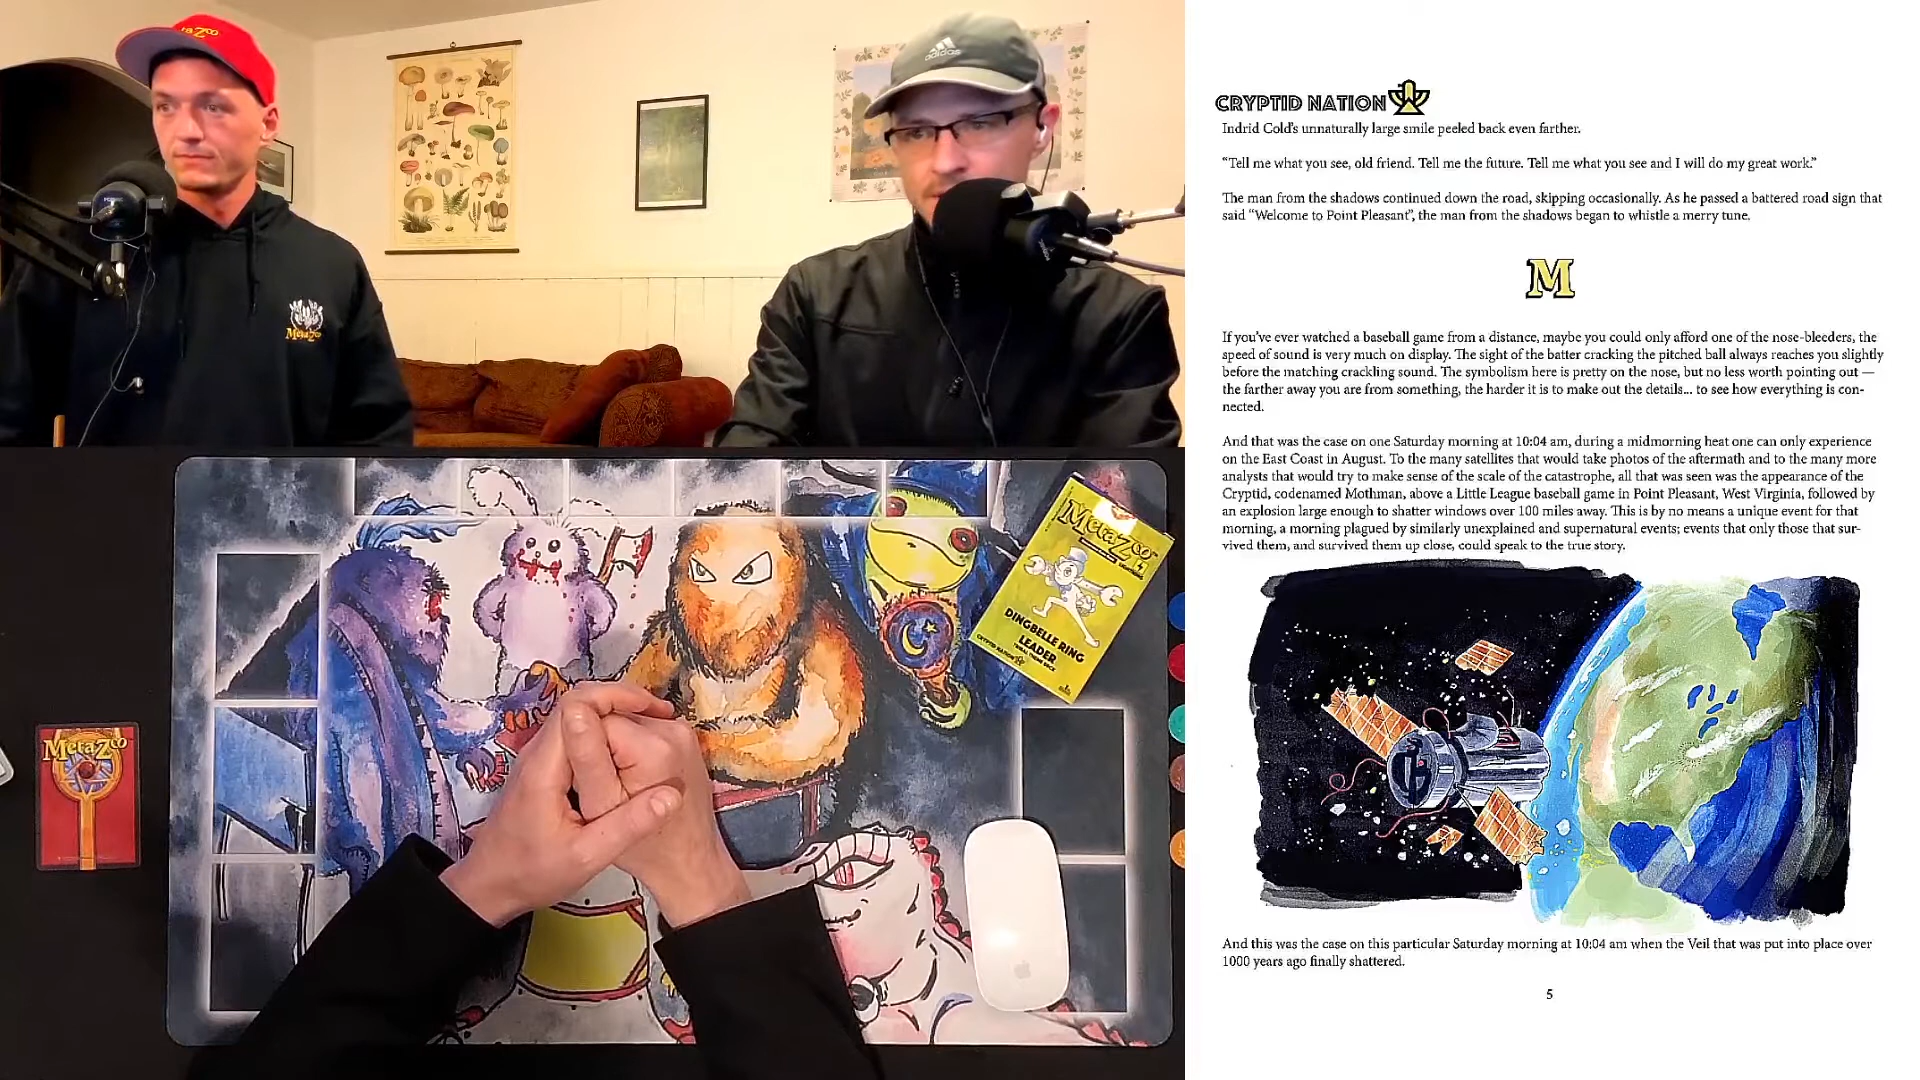 MetaZoo
adidas
MetaZoo
MetaZoo
MetaZoo
LIGHTNING
DINGBELLE RING
LEADER
TRIBAL THEME DECK
CRYPTID NATION
CRYPTID NATION
Indrid Cold's unnaturally large smile peeled back even farther.
“Tell me what you see, old friend. Tell me the future. Tell me what you see and I will do my great work.”
The man from the shadows continued down the road, skipping occasionally. As he passed a battered road sign that
said “Welcome to Point Pleasant”, the man from the shadows began to whistle a merry tune.
M
If you've ever watched a baseball game from a distance, maybe you could only afford one of the nose-bleeders, the
speed of sound is very much on display. The sight of the batter cracking the pitched ball always reaches you slightly
before the matching crackling sound. The symbolism here is pretty on the nose, but no less worth pointing out —
the farther away you are from something, the harder it is to make out the details... to see how everything is con-
nected.
And that was the case on one Saturday morning at 10:04 am, during a midmorning heat one can only experience
on the East Coast in August. To the many satellites that would take photos of the aftermath and to the many more
analysts that would try to make sense of the scale of the catastrophe, all that was seen was the appearance of the
Cryptid, codenamed Mothman, above a Little League baseball game in Point Pleasant, West Virginia, followed by
an explosion large enough to shatter windows over 100 miles away. This is by no means a unique event for that
morning, a morning plagued by similarly unexplained and supernatural events; events that only those that sur-
vived them, and survived them up close, could speak to the true story.
And this was the case on this particular Saturday morning at 10:04 am when the Veil that was put into place over
1000 years ago finally shattered.
5